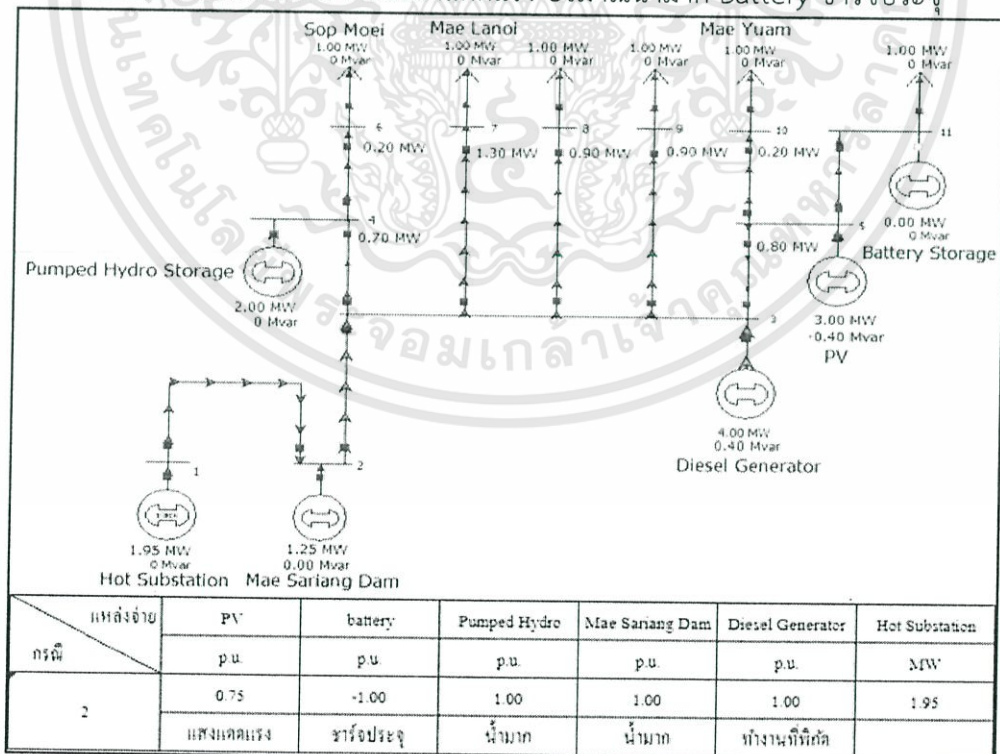 Battery ชาร์จประจุ
Sop Moei Mae Lanoi Mae Yuam
1.00 MW 1.00 MW 1.00 MW 1.00 MW 1.00 MW 1.00 MW
0 Mvar 0 Mvar 0 Mvar 0 Mvar 0 Mvar 0 Mvar
6 7 8 9 10 11
0.20 MW 1.30 MW 0.90 MW 0.90 MW 0.20 MW
4 5
0.70 MW 0.80 MW
0.00 MW
0 Mvar
Battery Storage
Pumped Hydro Storage
2.00 MW
0 Mvar
3
3.00 MW
-0.40 Mvar
PV
4.00 MW
0.40 Mvar
Diesel Generator
1 2
1.95 MW 1.25 MW
0 Mvar 0.00 Mvar
Hot Substation Mae Sariang Dam
แหล่งจ่าย PV battery Pumped Hydro Mae Sariang Dam Diesel Generator Hot Substation
กรณี p.u. p.u. p.u. p.u. p.u. MW
2 0.75 -1.00 1.00 1.00 1.00 1.95
แสงแดดแรง ชาร์จประจุ น้ำมาก น้ำมาก ทำงานที่พิกัด